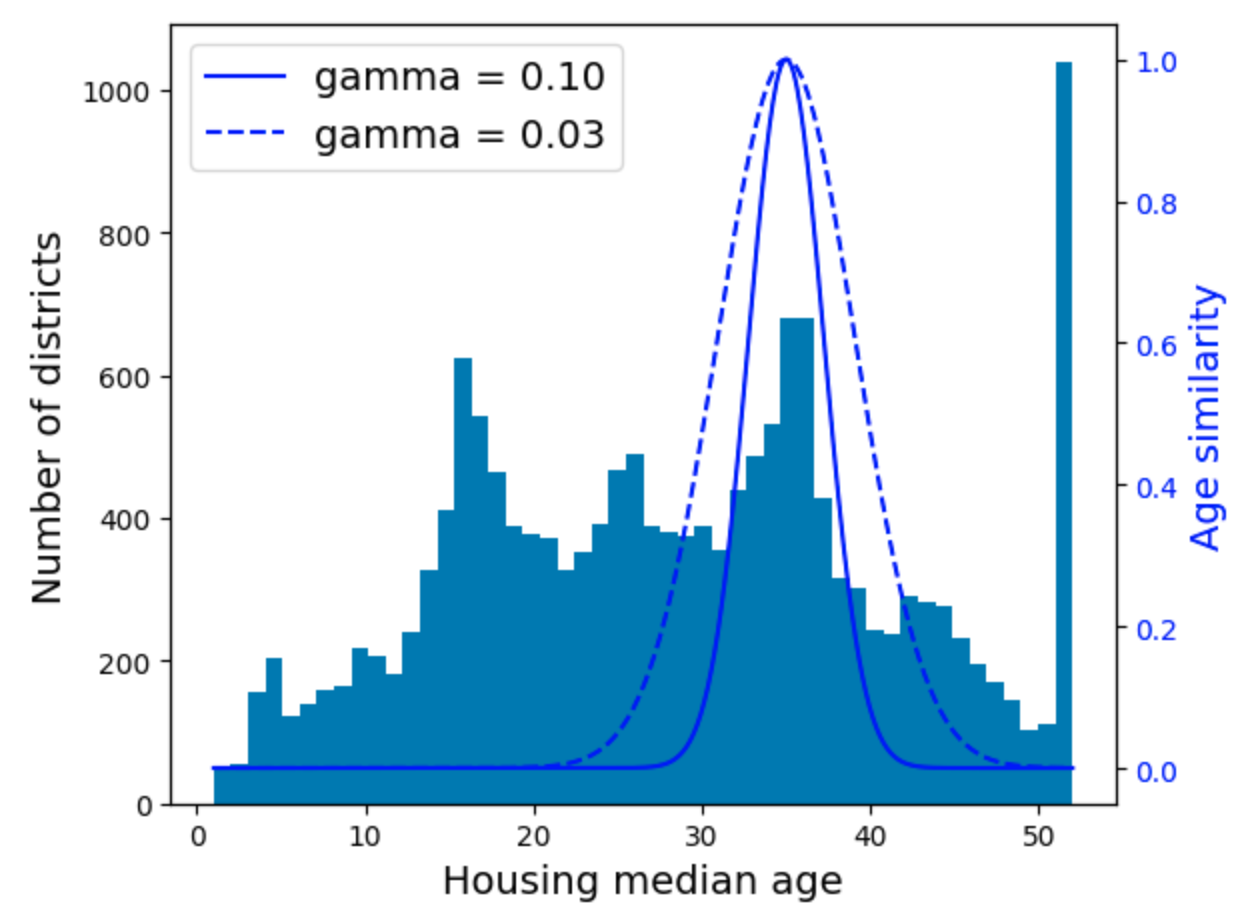 gamma = 0.10
gamma = 0.03
Number of districts
1000
800
600
400
200
0
0 10 20 30 40 50
Housing median age
1.0
0.8
0.6
0.4
0.2
0.0
Age similarity